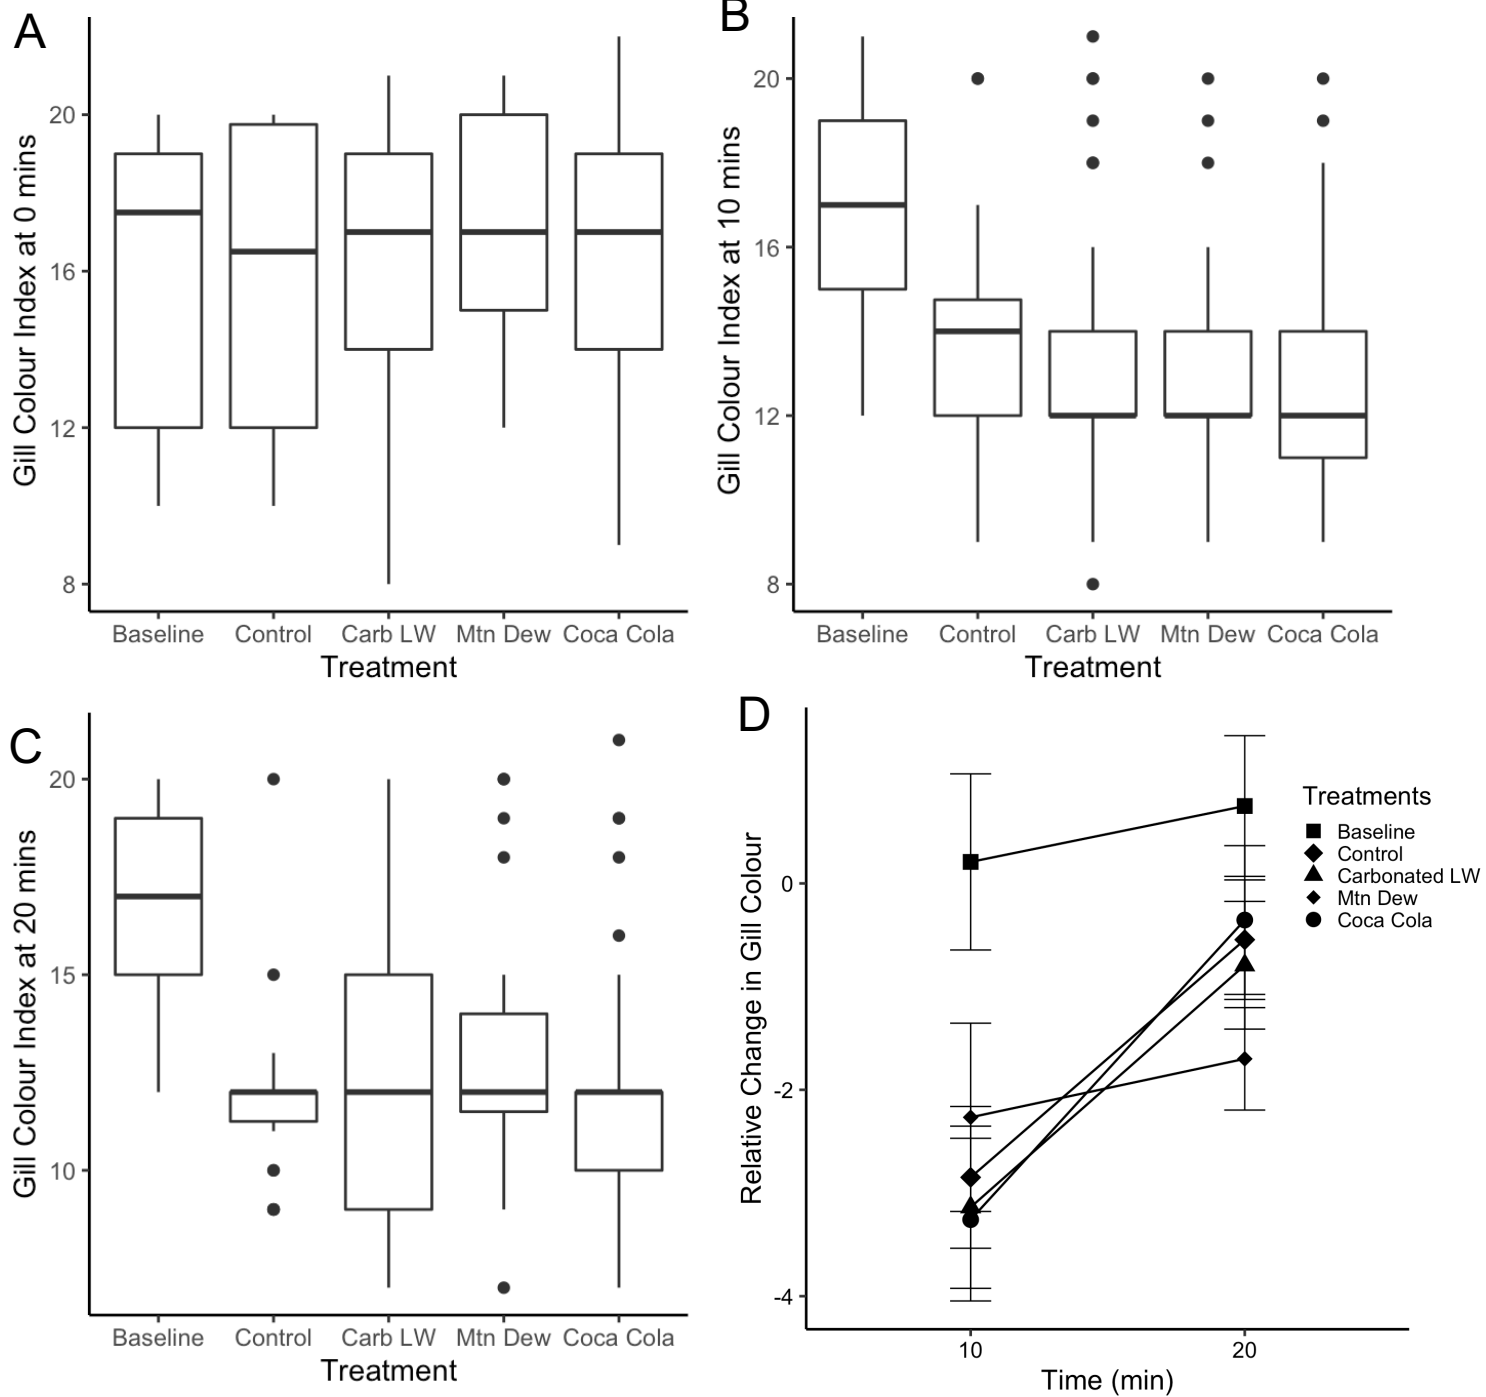 A
Gill Colour Index at 0 mins
20
16
12
8
Baseline Control Carb LW Mtn Dew Coca Cola
Treatment
B
Gill Colour Index at 10 mins
20
16
12
8
Baseline Control Carb LW Mtn Dew Coca Cola
Treatment
C
Gill Colour Index at 20 mins
20
15
10
Baseline Control Carb LW Mtn Dew Coca Cola
Treatment
D
Relative Change in Gill Colour
0
-2
-4
10 20
Time (min)
Treatments
Baseline
Control
Carbonated LW
Mtn Dew
Coca Cola